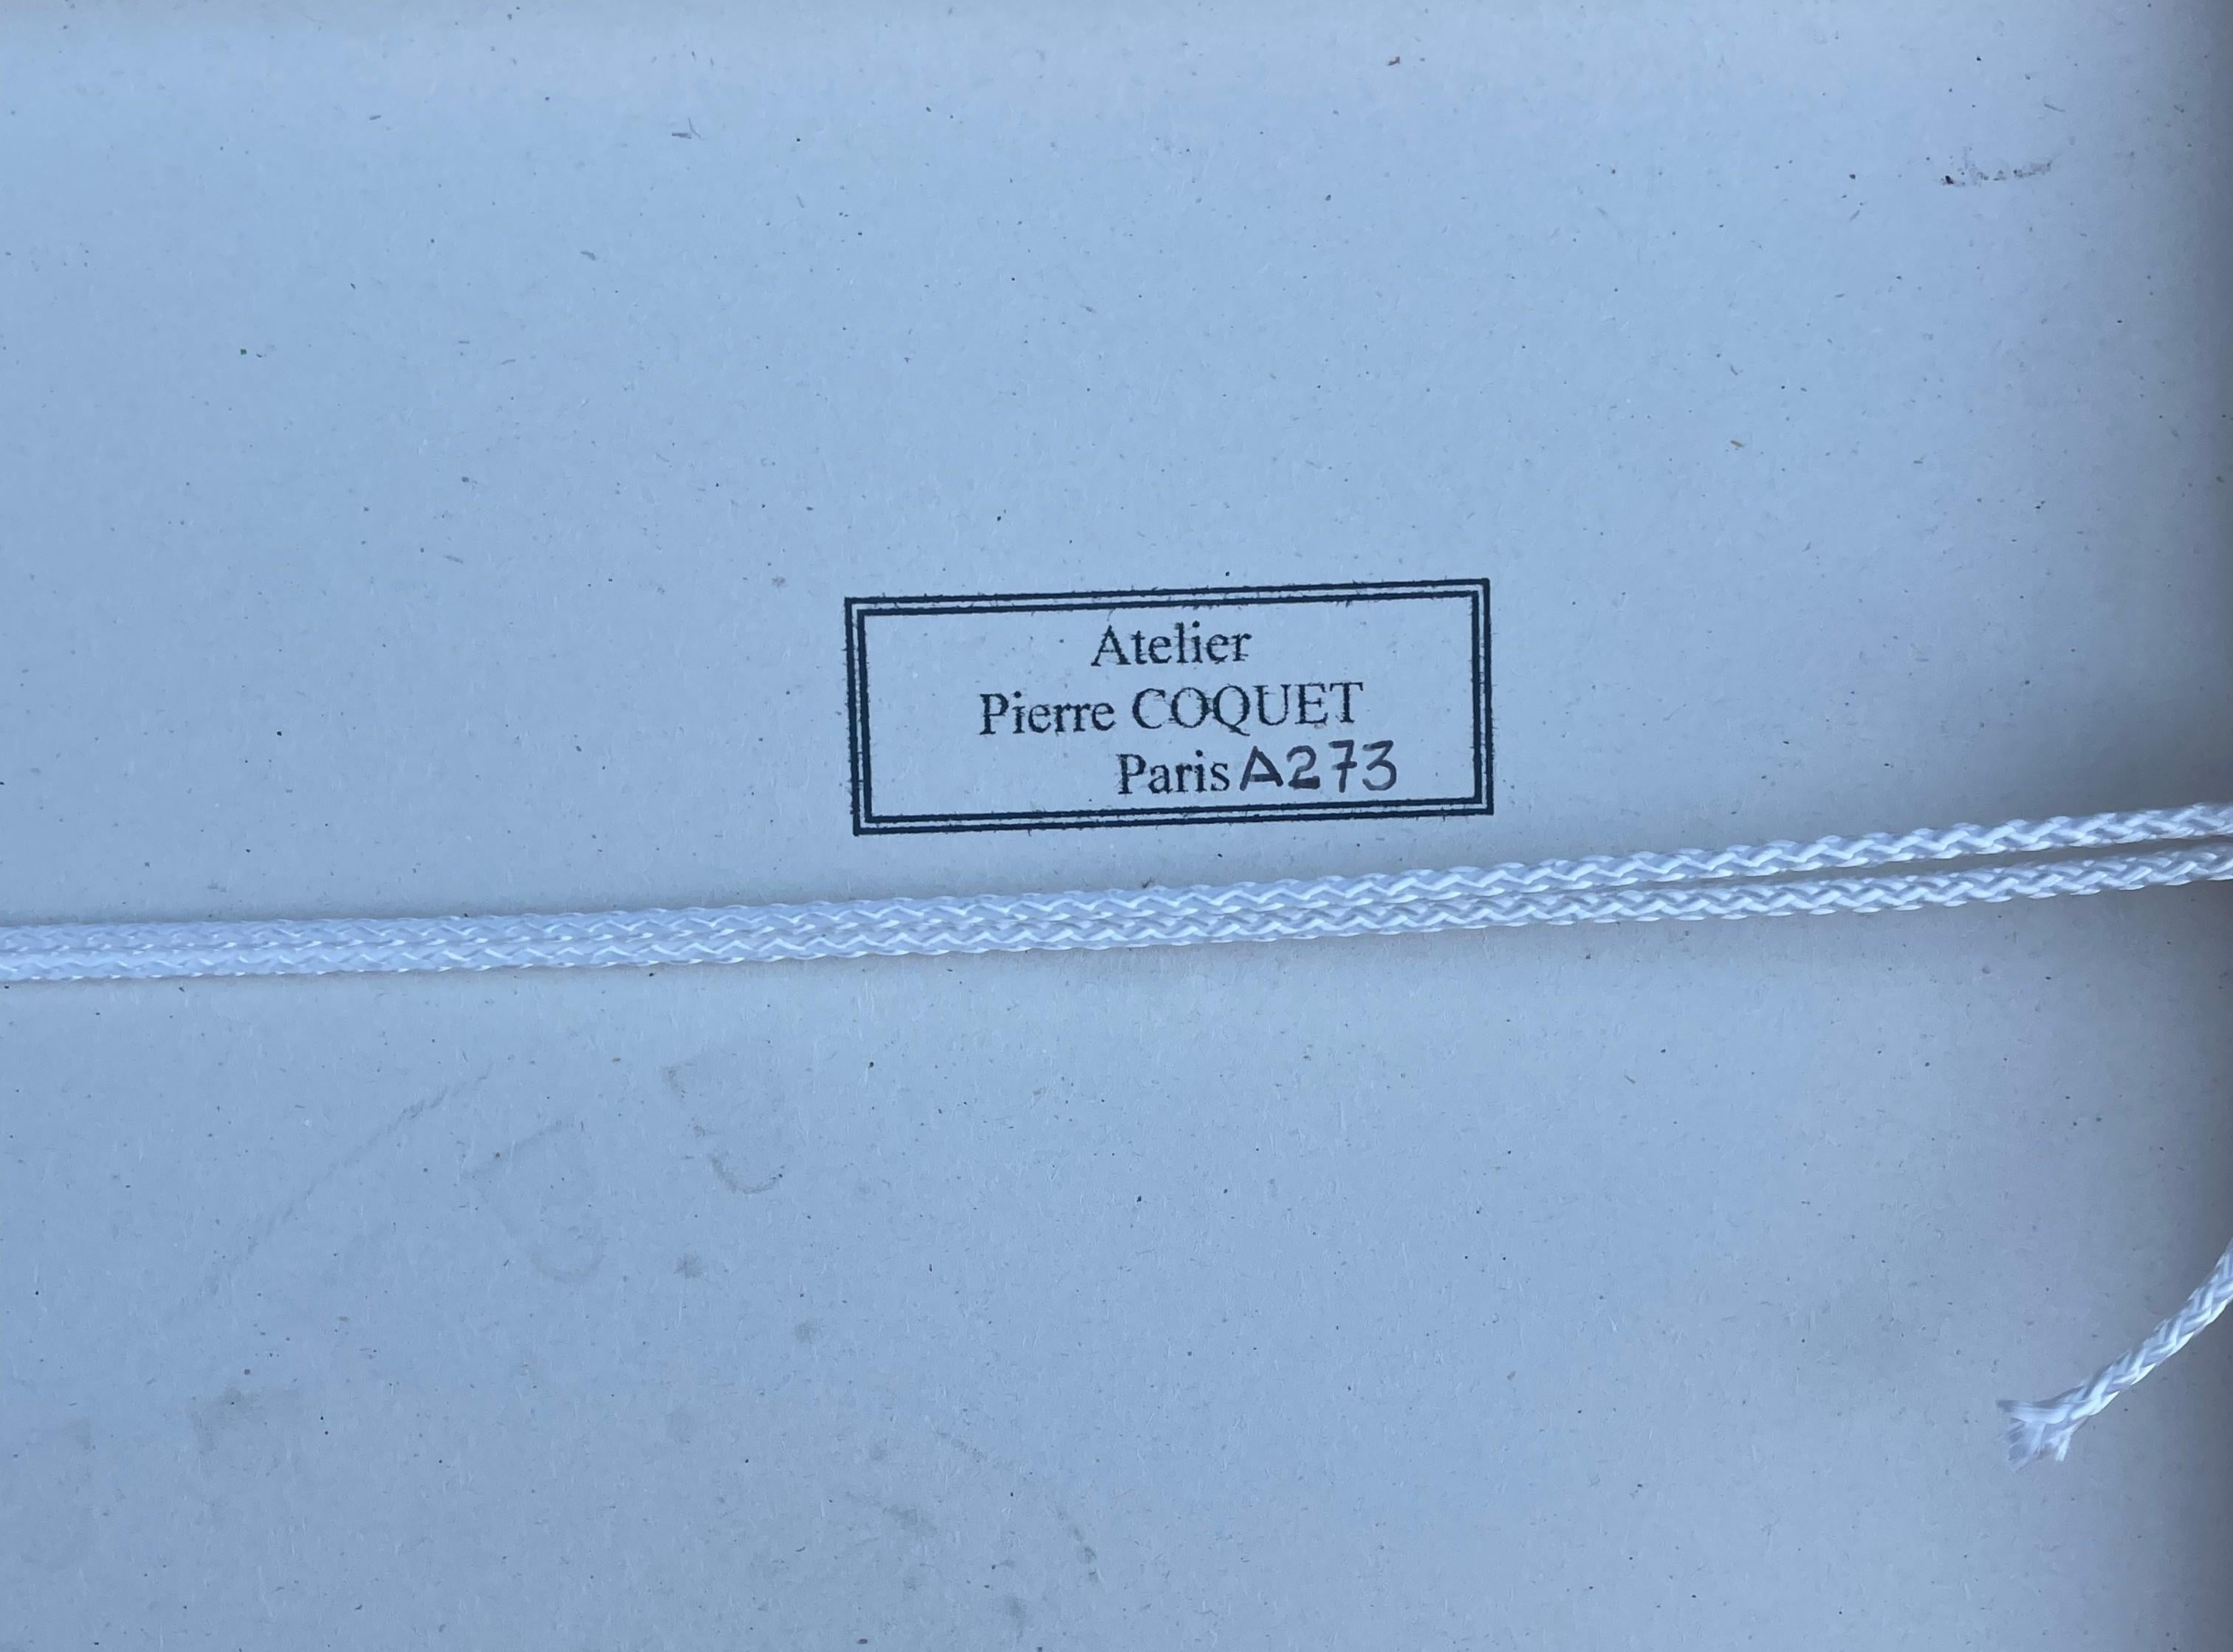 Atelier
Pierre COQUET
Paris A273